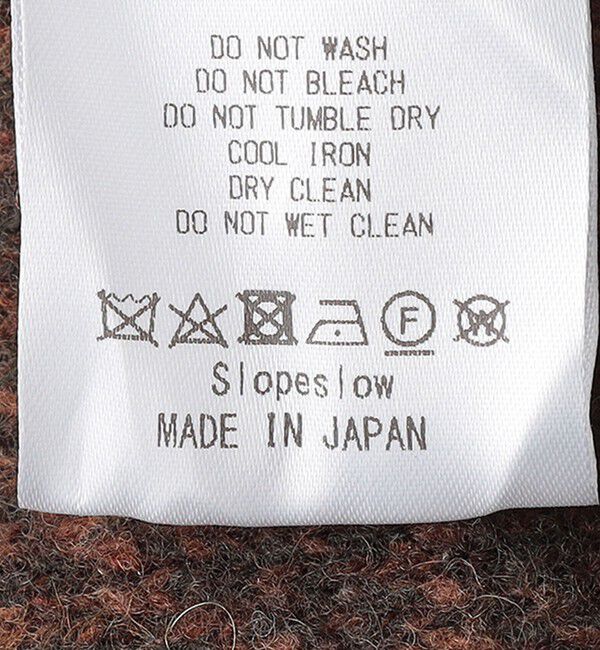 DO NOT WASH
DO NOT BLEACH
DO NOT TUMBLE DRY
COOL IRON
DRY CLEAN
DO NOT WET CLEAN
F W
Slopeslow
MADE IN JAPAN